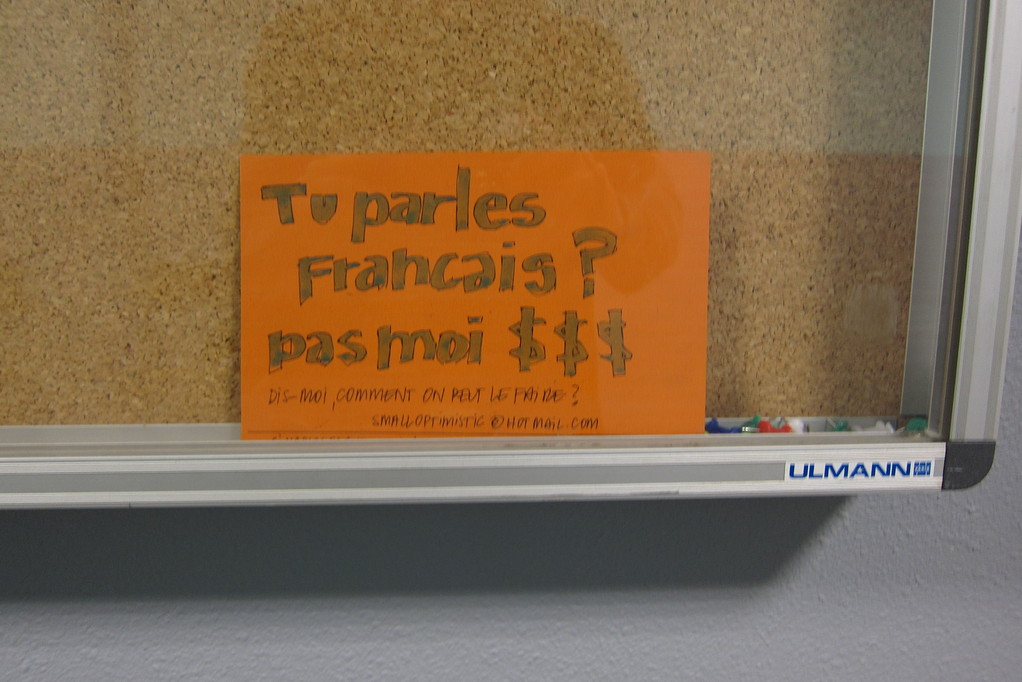 Tu parles
Francais?
pas moi $$$
DIS-MOI, COMMENT ON PEUT LE FAIRE?
SMALLOPTIMISTIC@HOTMAIL.COM
ULMANN